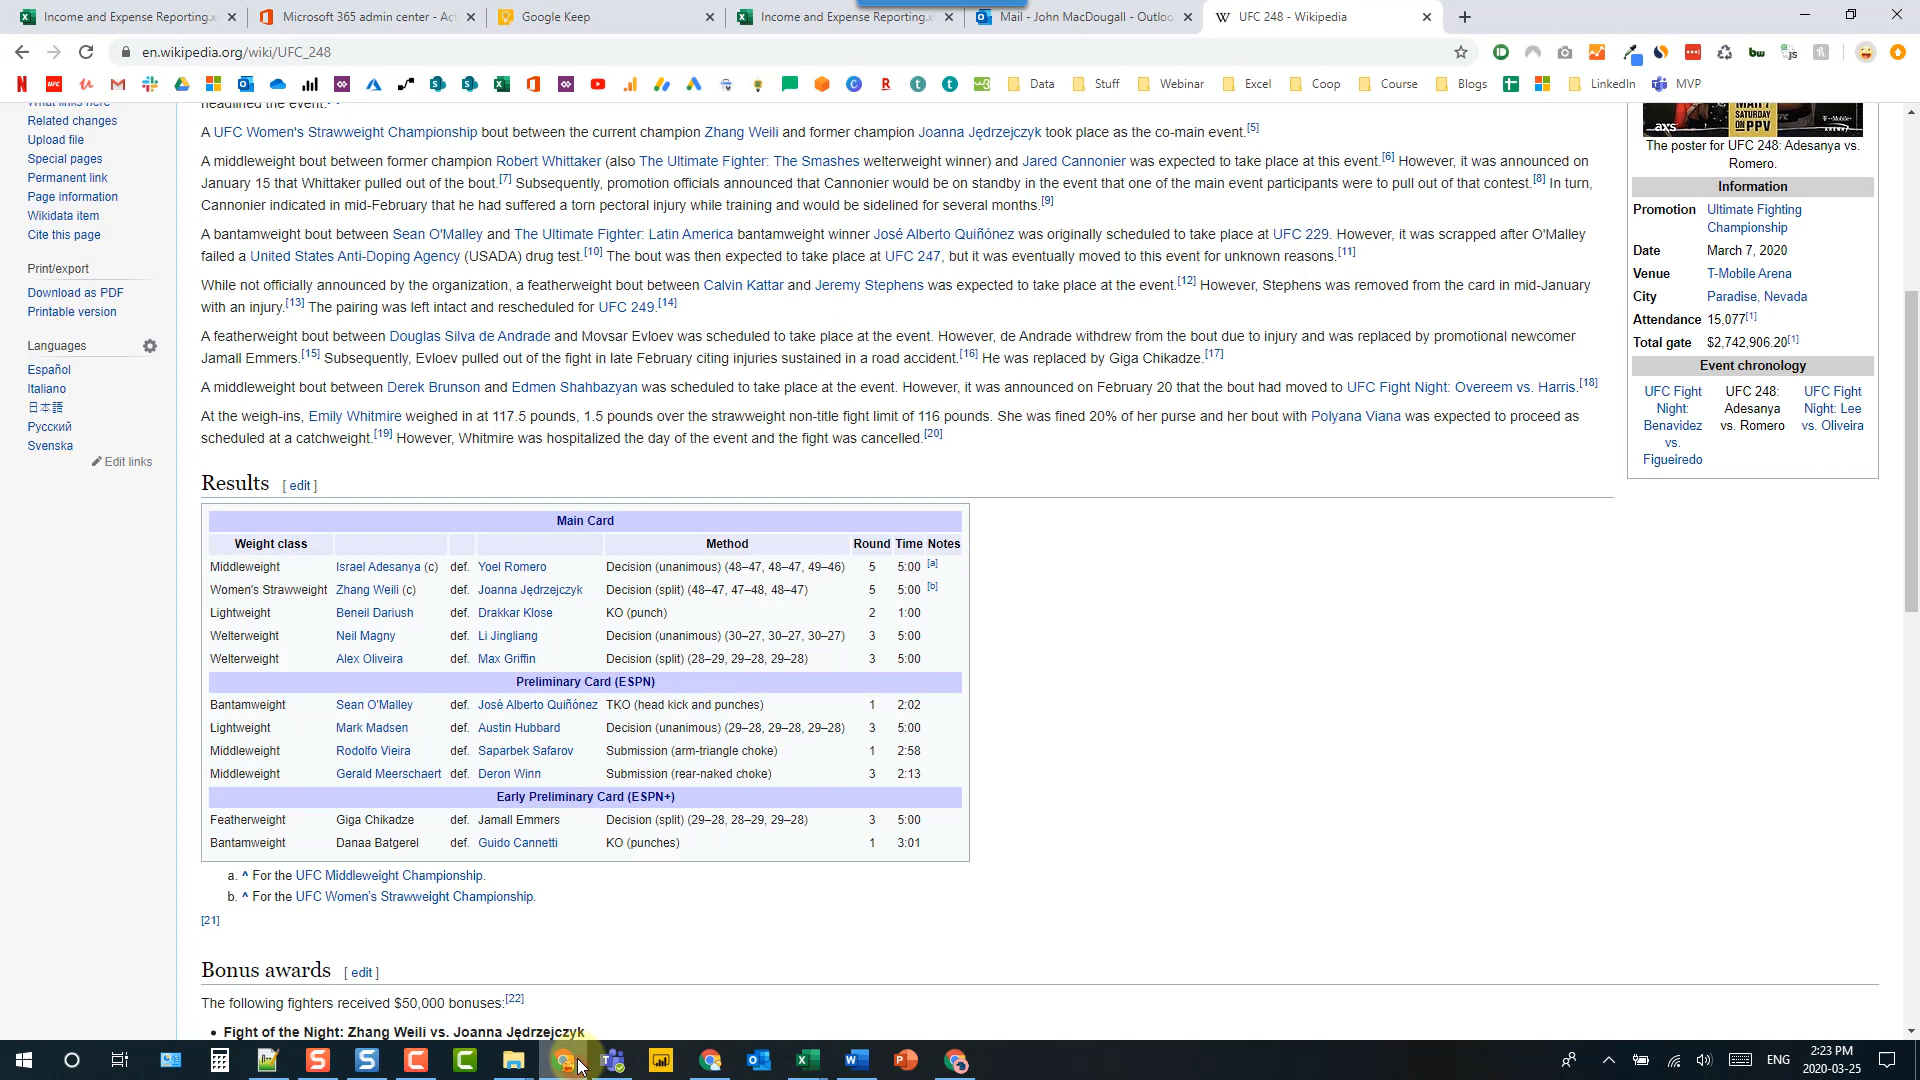 Income and Expense Reporting.x
Microsoft 365 admin center - Act
Google Keep
Income and Expense Reporting.x
Mail - John MacDougall - Outloo
UFC 248 - Wikipedia
en.wikipedia.org/wiki/UFC_248
Data Stuff Webinar Excel Coop Course Blogs LinkedIn MVP
What links here
Related changes
Upload file
Special pages
Permanent link
Page information
Wikidata item
Cite this page
Print/export
Download as PDF
Printable version
Languages
Español
Italiano
日本語
Русский
Svenska
Edit links
headlined the event.
A UFC Women's Strawweight Championship bout between the current champion Zhang Weili and former champion Joanna Jędrzejczyk took place as the co-main event.[5]
A middleweight bout between former champion Robert Whittaker (also The Ultimate Fighter: The Smashes welterweight winner) and Jared Cannonier was expected to take place at this event.[6] However, it was announced on
January 15 that Whittaker pulled out of the bout.[7] Subsequently, promotion officials announced that Cannonier would be on standby in the event that one of the main event participants were to pull out of that contest.[8] In turn,
Cannonier indicated in mid-February that he had suffered a torn pectoral injury while training and would be sidelined for several months.[9]
A bantamweight bout between Sean O'Malley and The Ultimate Fighter: Latin America bantamweight winner José Alberto Quiñónez was originally scheduled to take place at UFC 229. However, it was scrapped after O'Malley
failed a United States Anti-Doping Agency (USADA) drug test.[10] The bout was then expected to take place at UFC 247, but it was eventually moved to this event for unknown reasons.[11]
While not officially announced by the organization, a featherweight bout between Calvin Kattar and Jeremy Stephens was expected to take place at the event.[12] However, Stephens was removed from the card in mid-January
with an injury.[13] The pairing was left intact and rescheduled for UFC 249.[14]
A featherweight bout between Douglas Silva de Andrade and Movsar Evloev was scheduled to take place at the event. However, de Andrade withdrew from the bout due to injury and was replaced by promotional newcomer
Jamall Emmers.[15] Subsequently, Evloev pulled out of the fight in late February citing injuries sustained in a road accident.[16] He was replaced by Giga Chikadze.[17]
A middleweight bout between Derek Brunson and Edmen Shahbazyan was scheduled to take place at the event. However, it was announced on February 20 that the bout had moved to UFC Fight Night: Overeem vs. Harris.[18]
At the weigh-ins, Emily Whitmire weighed in at 117.5 pounds, 1.5 pounds over the strawweight non-title fight limit of 116 pounds. She was fined 20% of her purse and her bout with Polyana Viana was expected to proceed as
scheduled at a catchweight.[19] However, Whitmire was hospitalized the day of the event and the fight was cancelled.[20]
Results [ edit ]
Main Card
Weight class Method Round Time Notes
Middleweight Israel Adesanya (c) def. Yoel Romero Decision (unanimous) (48–47, 48–47, 49–46) 5 5:00 [a]
Women's Strawweight Zhang Weili (c) def. Joanna Jędrzejczyk Decision (split) (48–47, 47–48, 48–47) 5 5:00 [b]
Lightweight Beneil Dariush def. Drakkar Klose KO (punch) 2 1:00
Welterweight Neil Magny def. Li Jingliang Decision (unanimous) (30–27, 30–27, 30–27) 3 5:00
Welterweight Alex Oliveira def. Max Griffin Decision (split) (28–29, 29–28, 29–28) 3 5:00
Preliminary Card (ESPN)
Bantamweight Sean O'Malley def. José Alberto Quiñónez TKO (head kick and punches) 1 2:02
Lightweight Mark Madsen def. Austin Hubbard Decision (unanimous) (29–28, 29–28, 29–28) 3 5:00
Middleweight Rodolfo Vieira def. Saparbek Safarov Submission (arm-triangle choke) 1 2:58
Middleweight Gerald Meerschaert def. Deron Winn Submission (rear-naked choke) 3 2:13
Early Preliminary Card (ESPN+)
Featherweight Giga Chikadze def. Jamall Emmers Decision (split) (29–28, 28–29, 29–28) 3 5:00
Bantamweight Danaa Batgerel def. Guido Cannetti KO (punches) 1 3:01
a. ^ For the UFC Middleweight Championship.
b. ^ For the UFC Women's Strawweight Championship.
[21]
Bonus awards [ edit ]
The following fighters received $50,000 bonuses:[22]
• Fight of the Night: Zhang Weili vs. Joanna Jędrzejczyk
axs
SATURDAY
ON PPV
T-Mobile
The poster for UFC 248: Adesanya vs.
Romero.
Information
Promotion Ultimate Fighting
Championship
Date March 7, 2020
Venue T-Mobile Arena
City Paradise, Nevada
Attendance 15,077[1]
Total gate $2,742,906.20[1]
Event chronology
UFC Fight
Night:
Benavidez
vs.
Figueiredo
UFC 248:
Adesanya
vs. Romero
UFC Fight
Night: Lee
vs. Oliveira
ENG
2:23 PM
2020-03-25